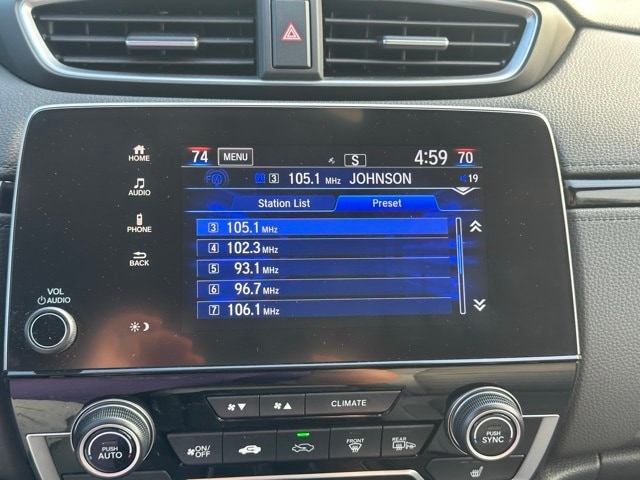 74 MENU S 4:59 70
HOME
FM 3 105.1 MHz JOHNSON 19
AUDIO
Station List Preset
3 105.1 MHz
PHONE
4 102.3 MHz
BACK
5 93.1 MHz
6 96.7 MHz
VOL
AUDIO
7 106.1 MHz
CLIMATE
PUSH
AUTO
ON/
OFF
FRONT
REAR
PUSH
SYNC